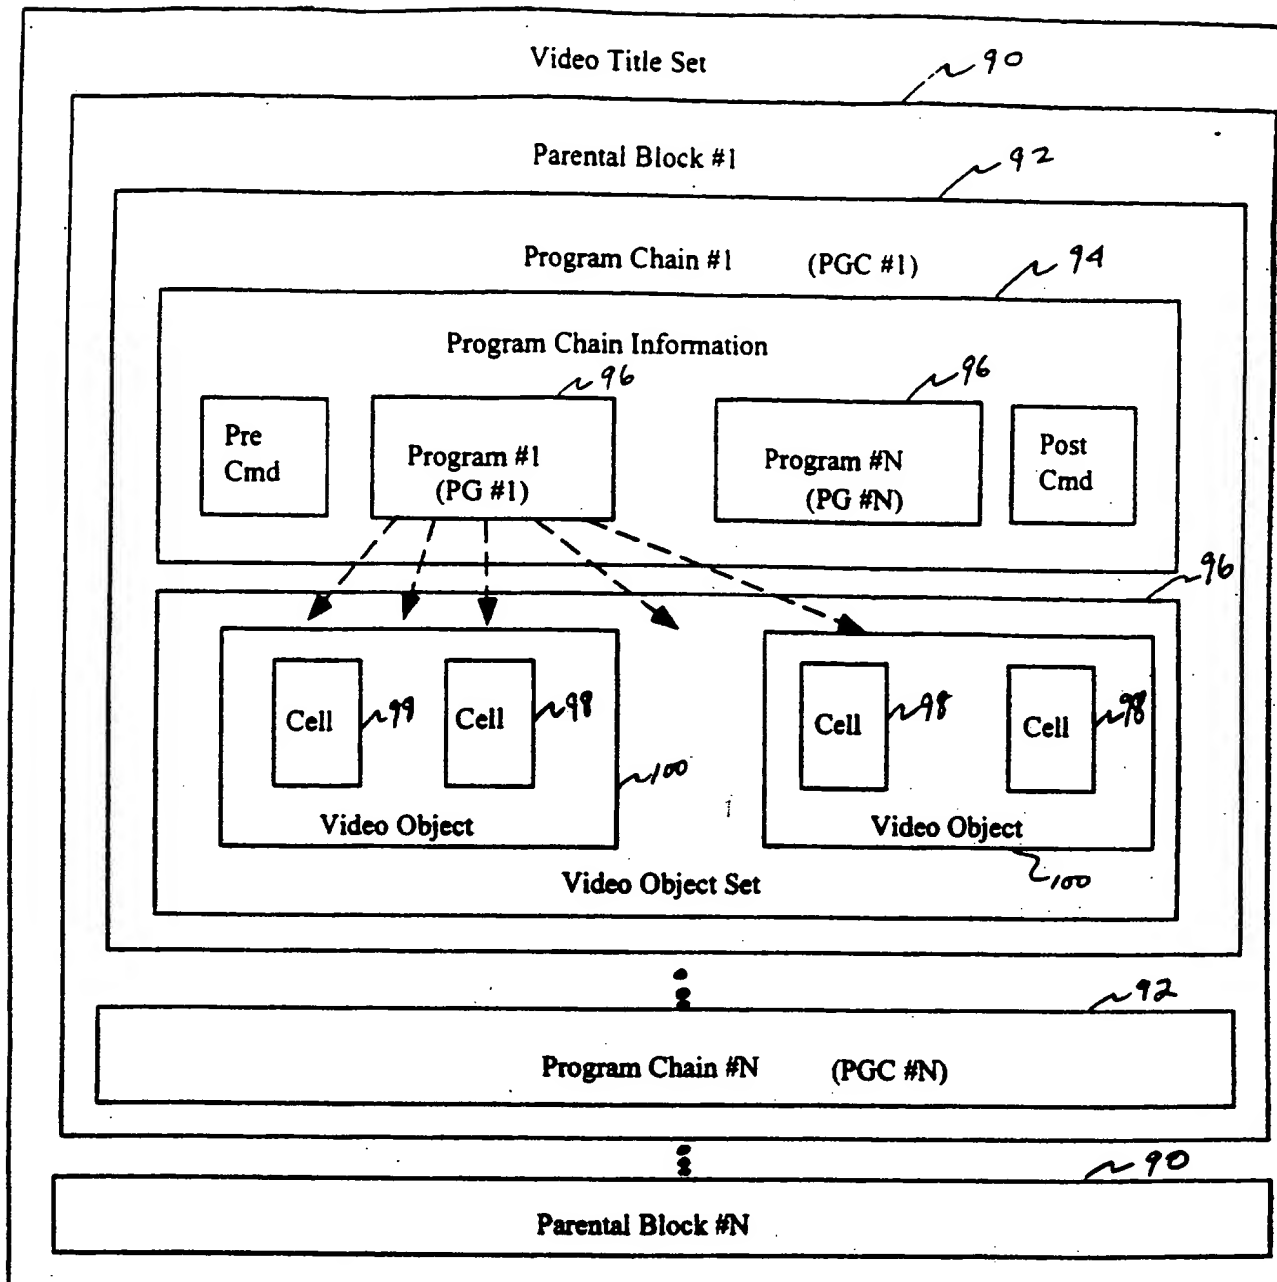 Video Title Set
90
Parental Block #1
92
Program Chain #1 (PGC #1)
94
Program Chain Information
96
96
Pre
Cmd
Program #1
(PG #1)
Program #N
(PG #N)
Post
Cmd
96
Cell
99
Cell
98
Cell
98
Cell
98
100
Video Object
Video Object
100
Video Object Set
92
Program Chain #N (PGC #N)
90
Parental Block #N